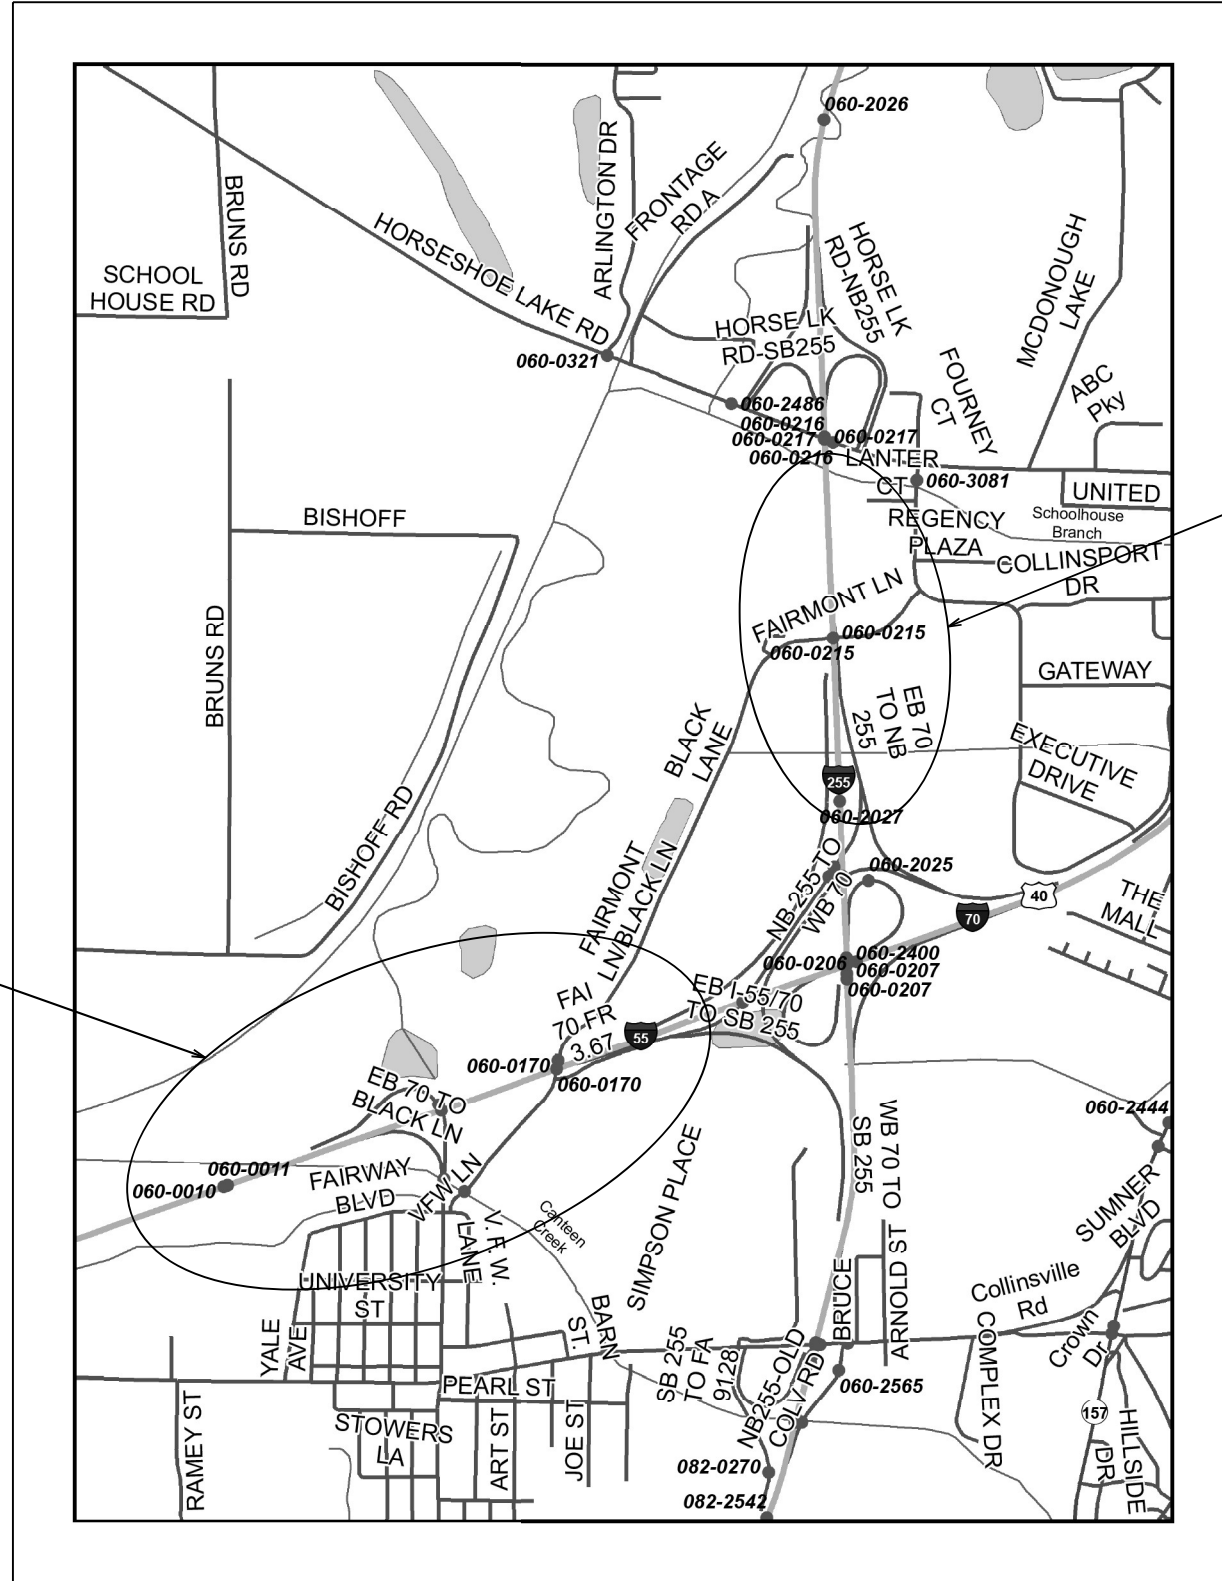 060-2026
ARLINGTON DR
FRONTAGE
RD A
BRUNS RD
HORSESHOE LAKE RD
SCHOOL
HOUSE RD
HORSE LK
RD-NB255
MCDONOUGH
LAKE
HORSE LK
RD-SB255
060-0321
FOURNEY
CT
ABC
Pky
060-2486
060-0216
060-0217
060-0217
060-0216
LANTER
CT
060-3081
UNITED
BISHOFF
REGENCY
PLAZA
Schoolhouse
Branch
COLLINSPORT
DR
FAIRMONT LN
060-0215
060-0215
BRUNS RD
GATEWAY
EB 70
TO NB
255
BLACK
LANE
EXECUTIVE
DRIVE
255
060-2027
BISHOFF RD
FAIRMONT
LN/BLACK LN
NB 255 TO
WB 70
060-2025
40
70
THE
MALL
060-0206
060-2400
060-0207
060-0207
EB I-55/70
TO SB 255
FAI
70 FR
3.67
55
060-0170
060-0170
EB 70 TO
BLACK LN
060-2444
WB 70 TO
SB 255
060-0011
060-0010
FAIRWAY
BLVD
VFW LN
SIMPSON PLACE
SUMNER
BLVD
Canteen
Creek
V. F. W.
LANE
UNIVERSITY
ST
BRUCE
ARNOLD ST
Collinsville
Rd
YALE
AVE
BARN
ST.
SB 255
TO FA
9128
NB255-OLD
COLV RD
COMPLEX DR
Crown
Dr
PEARL ST
060-2565
RAMEY ST
STOWERS
LA
ART ST
JOE ST
157
HILLSIDE
DR
082-0270
082-2542